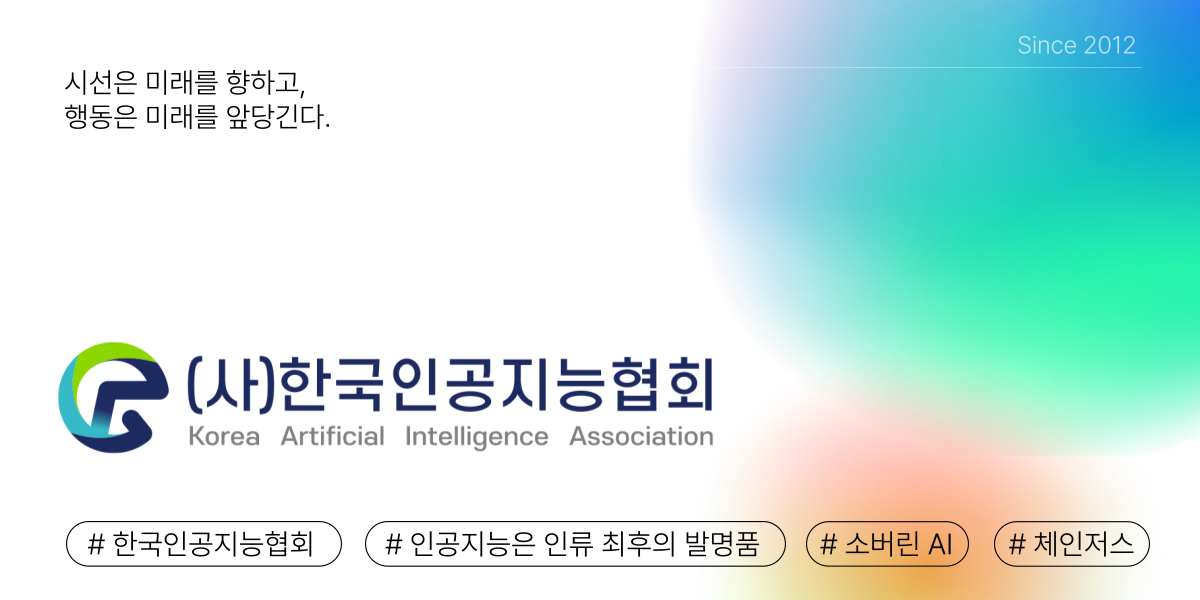 Since 2012
시선은 미래를 향하고,
행동은 미래를 앞당긴다.
(사)한국인공지능협회
Korea Artificial Intelligence Association
# 한국인공지능협회 # 인공지능은 인류 최후의 발명품 # 소버린 AI # 체인저스